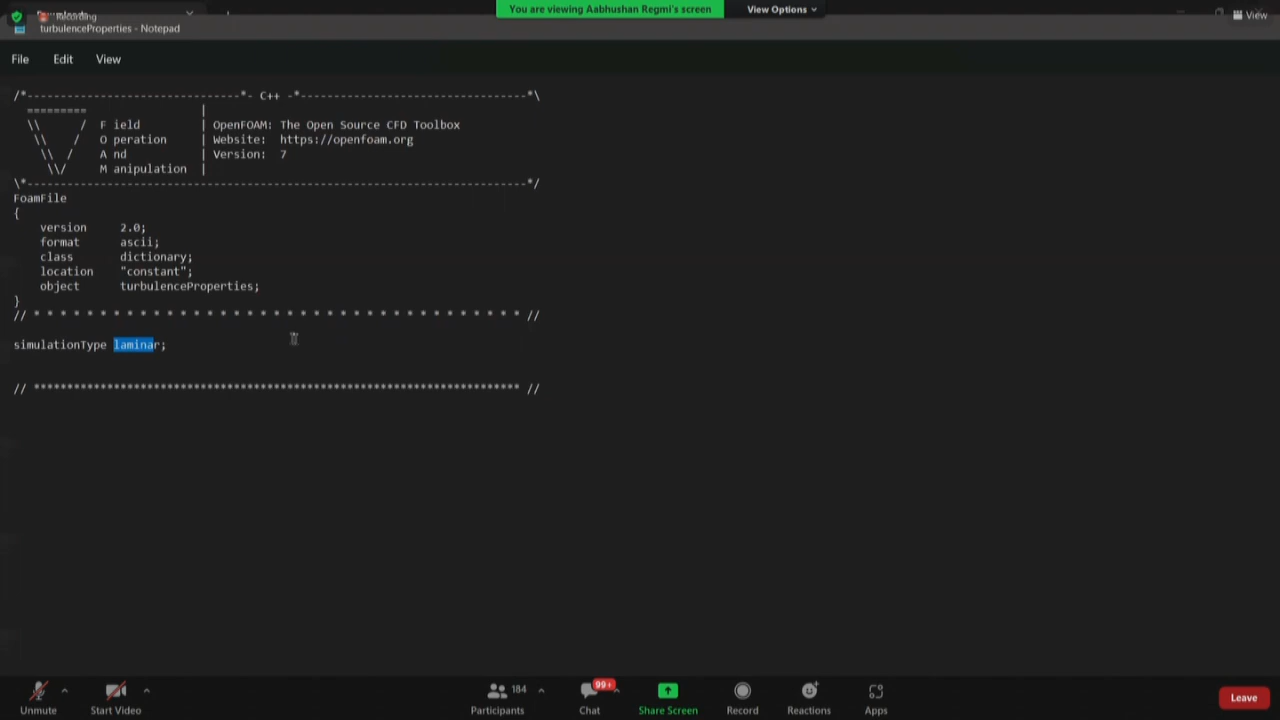 You are viewing Aabhushan Regmi's screen
View Options
View
Recording
turbulenceProperties - Notepad
File Edit View
/*--------------------------------*- C++ -*----------------------------------*\
========= |
\\ / F ield | OpenFOAM: The Open Source CFD Toolbox
\\ / O peration | Website: https://openfoam.org
\\ / A nd | Version: 7
\\/ M anipulation |
\*---------------------------------------------------------------------------*/
FoamFile
{
version 2.0;
format ascii;
class dictionary;
location "constant";
object turbulenceProperties;
}
// * * * * * * * * * * * * * * * * * * * * * * * * * * * * * * * * * * * * * //
simulationType laminar;
// ************************************************************************* //
Unmute
Start Video
184
Participants
99+
Chat
Share Screen
Record
Reactions
Apps
Leave